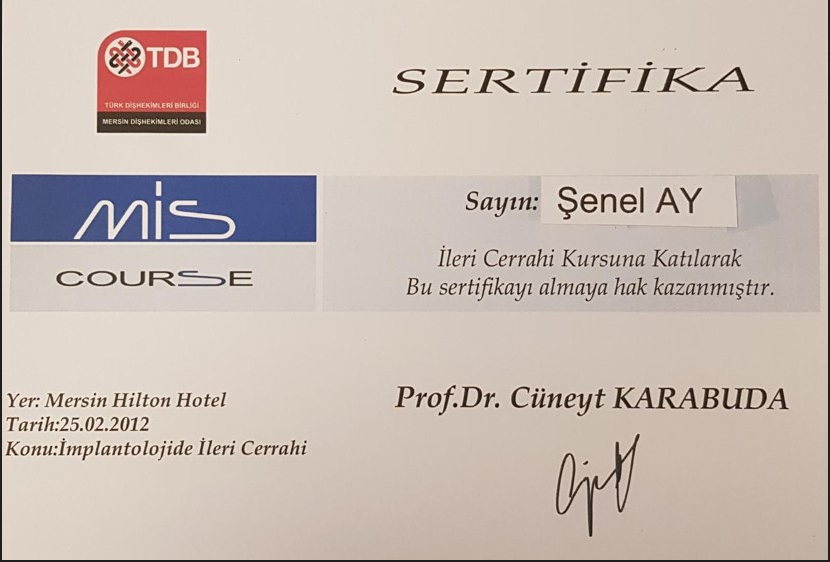 TDB
TÜRK DİŞHEKİMLERİ BİRLİĞİ
MERSİN DİŞHEKİMLERİ ODASI
SERTİFİKA
MİS
COURSE
Sayın: Şenel AY
İleri Cerrahi Kursuna Katılarak
Bu sertifikayı almaya hak kazanmıştır.
Yer: Mersin Hilton Hotel
Tarih:25.02.2012
Konu:İmplantolojide İleri Cerrahi
Prof.Dr. Cüneyt KARABUDA